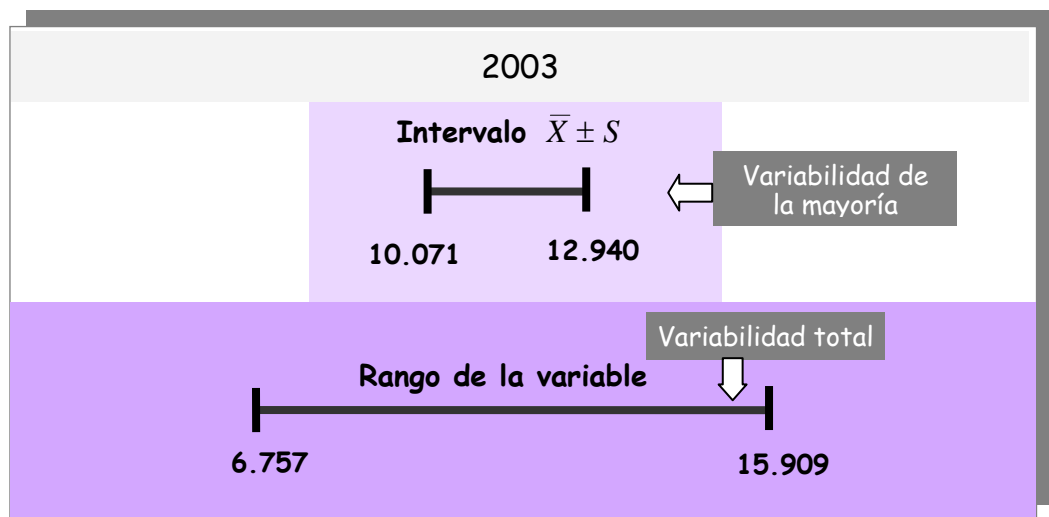 2003
Intervalo X̅ ± S
Variabilidad de
la mayoría
10.071 12.940
Variabilidad total
Rango de la variable
6.757 15.909